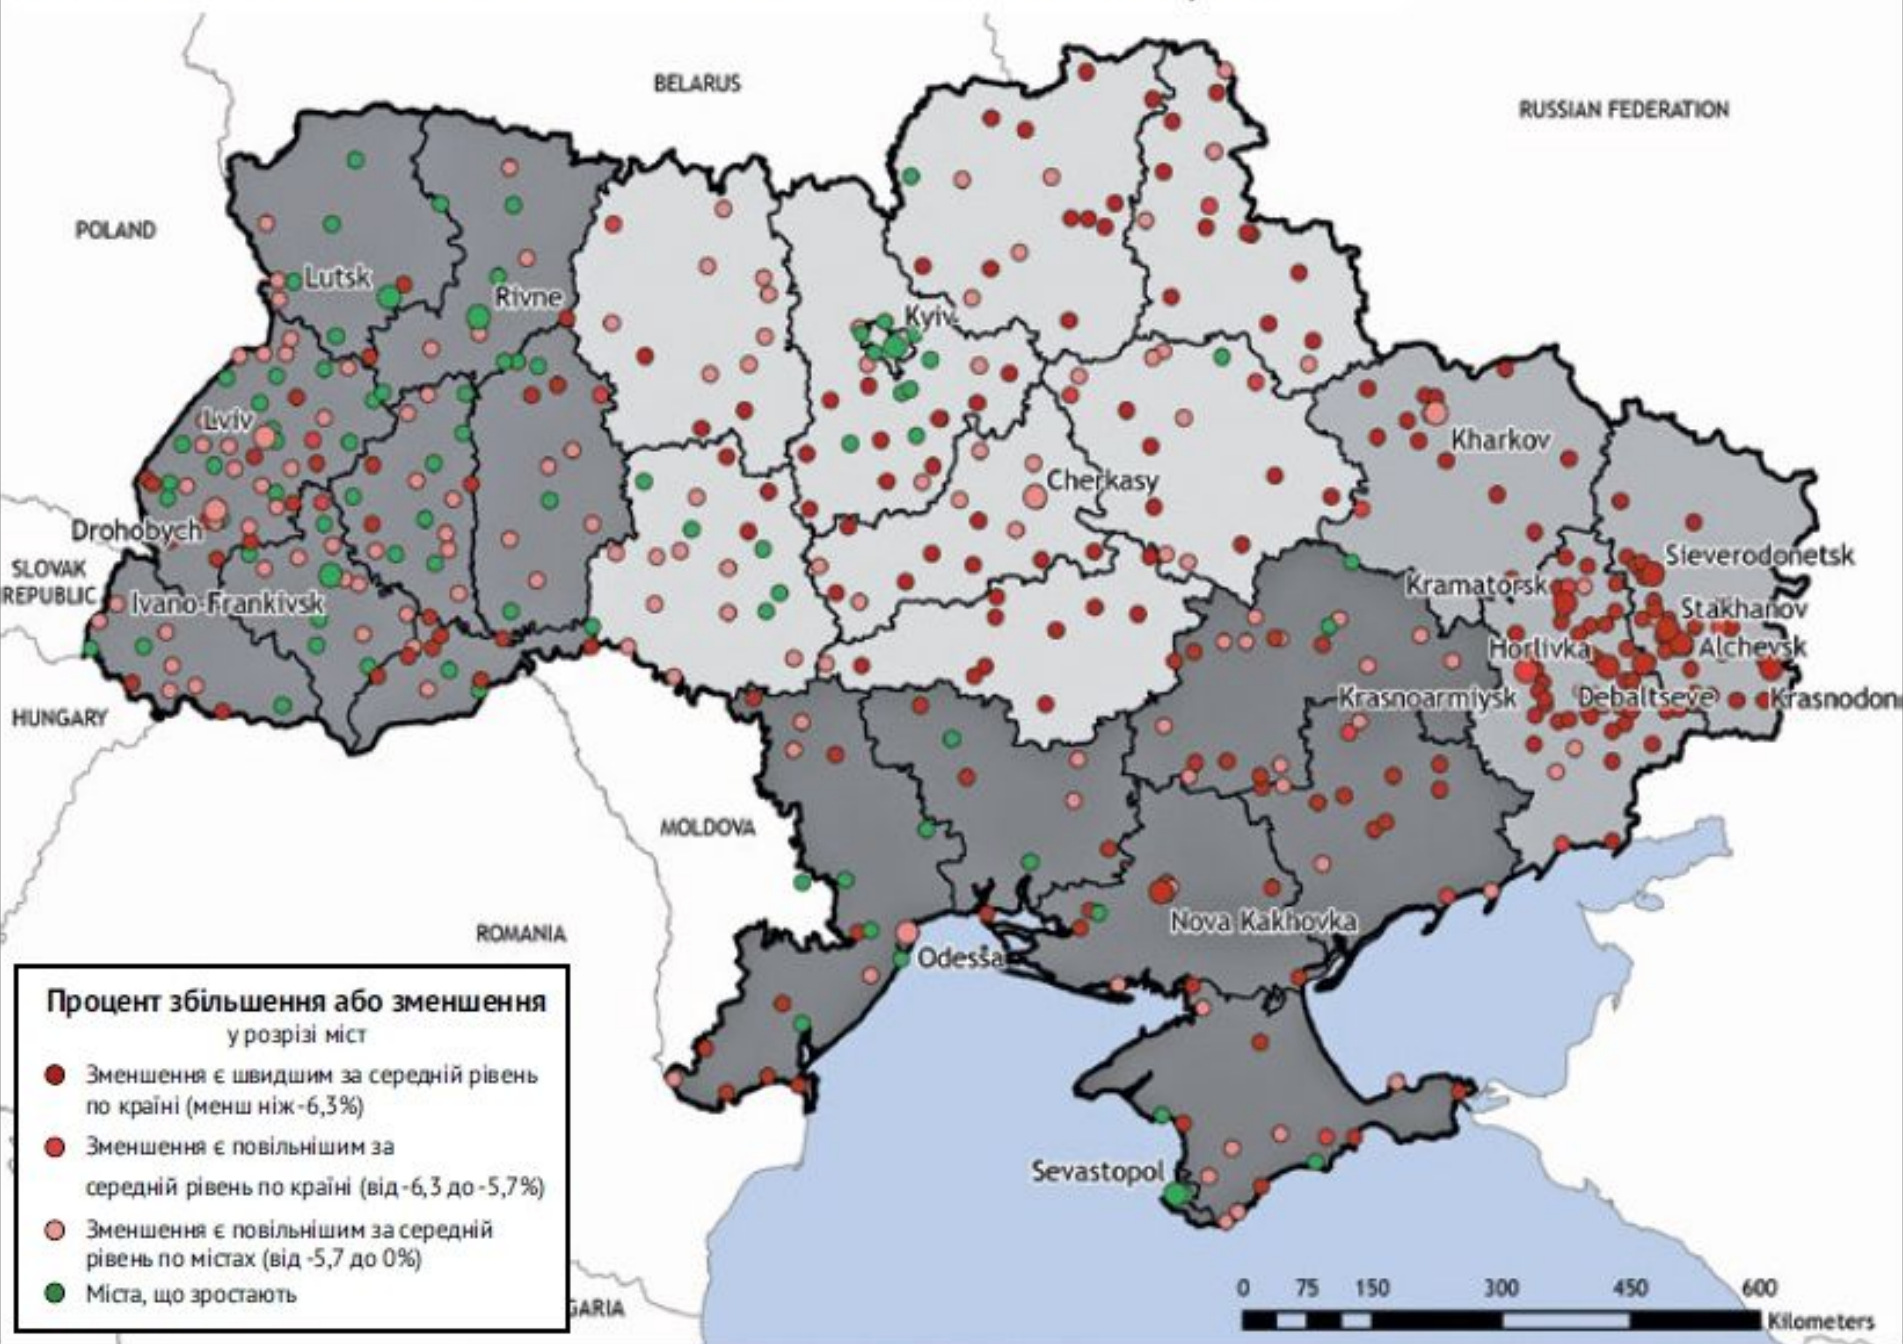 BELARUS
RUSSIAN FEDERATION
POLAND
Lutsk
Rivne
Kyiv
Lviv
Kharkov
Cherkasy
Drohobych
SLOVAK
REPUBLIC
Ivano-Frankivsk
Sieverodonetsk
Kramatorsk
Stakhanov
Horlivka
Alchevsk
HUNGARY
Krasnoarmiysk
Debaltseve
Krasnodon
MOLDOVA
ROMANIA
Nova Kakhovka
Odessa
Sevastopol
GARIA
Процент збільшення або зменшення
у розрізі міст
Зменшення є швидшим за середній рівень
по країні (менш ніж -6,3%)
Зменшення є повільнішим за
середній рівень по країні (від -6,3 до -5,7%)
Зменшення є повільнішим за середній
рівень по містах (від -5,7 до 0%)
Міста, що зростають
0 75 150 300 450 600
Kilometers